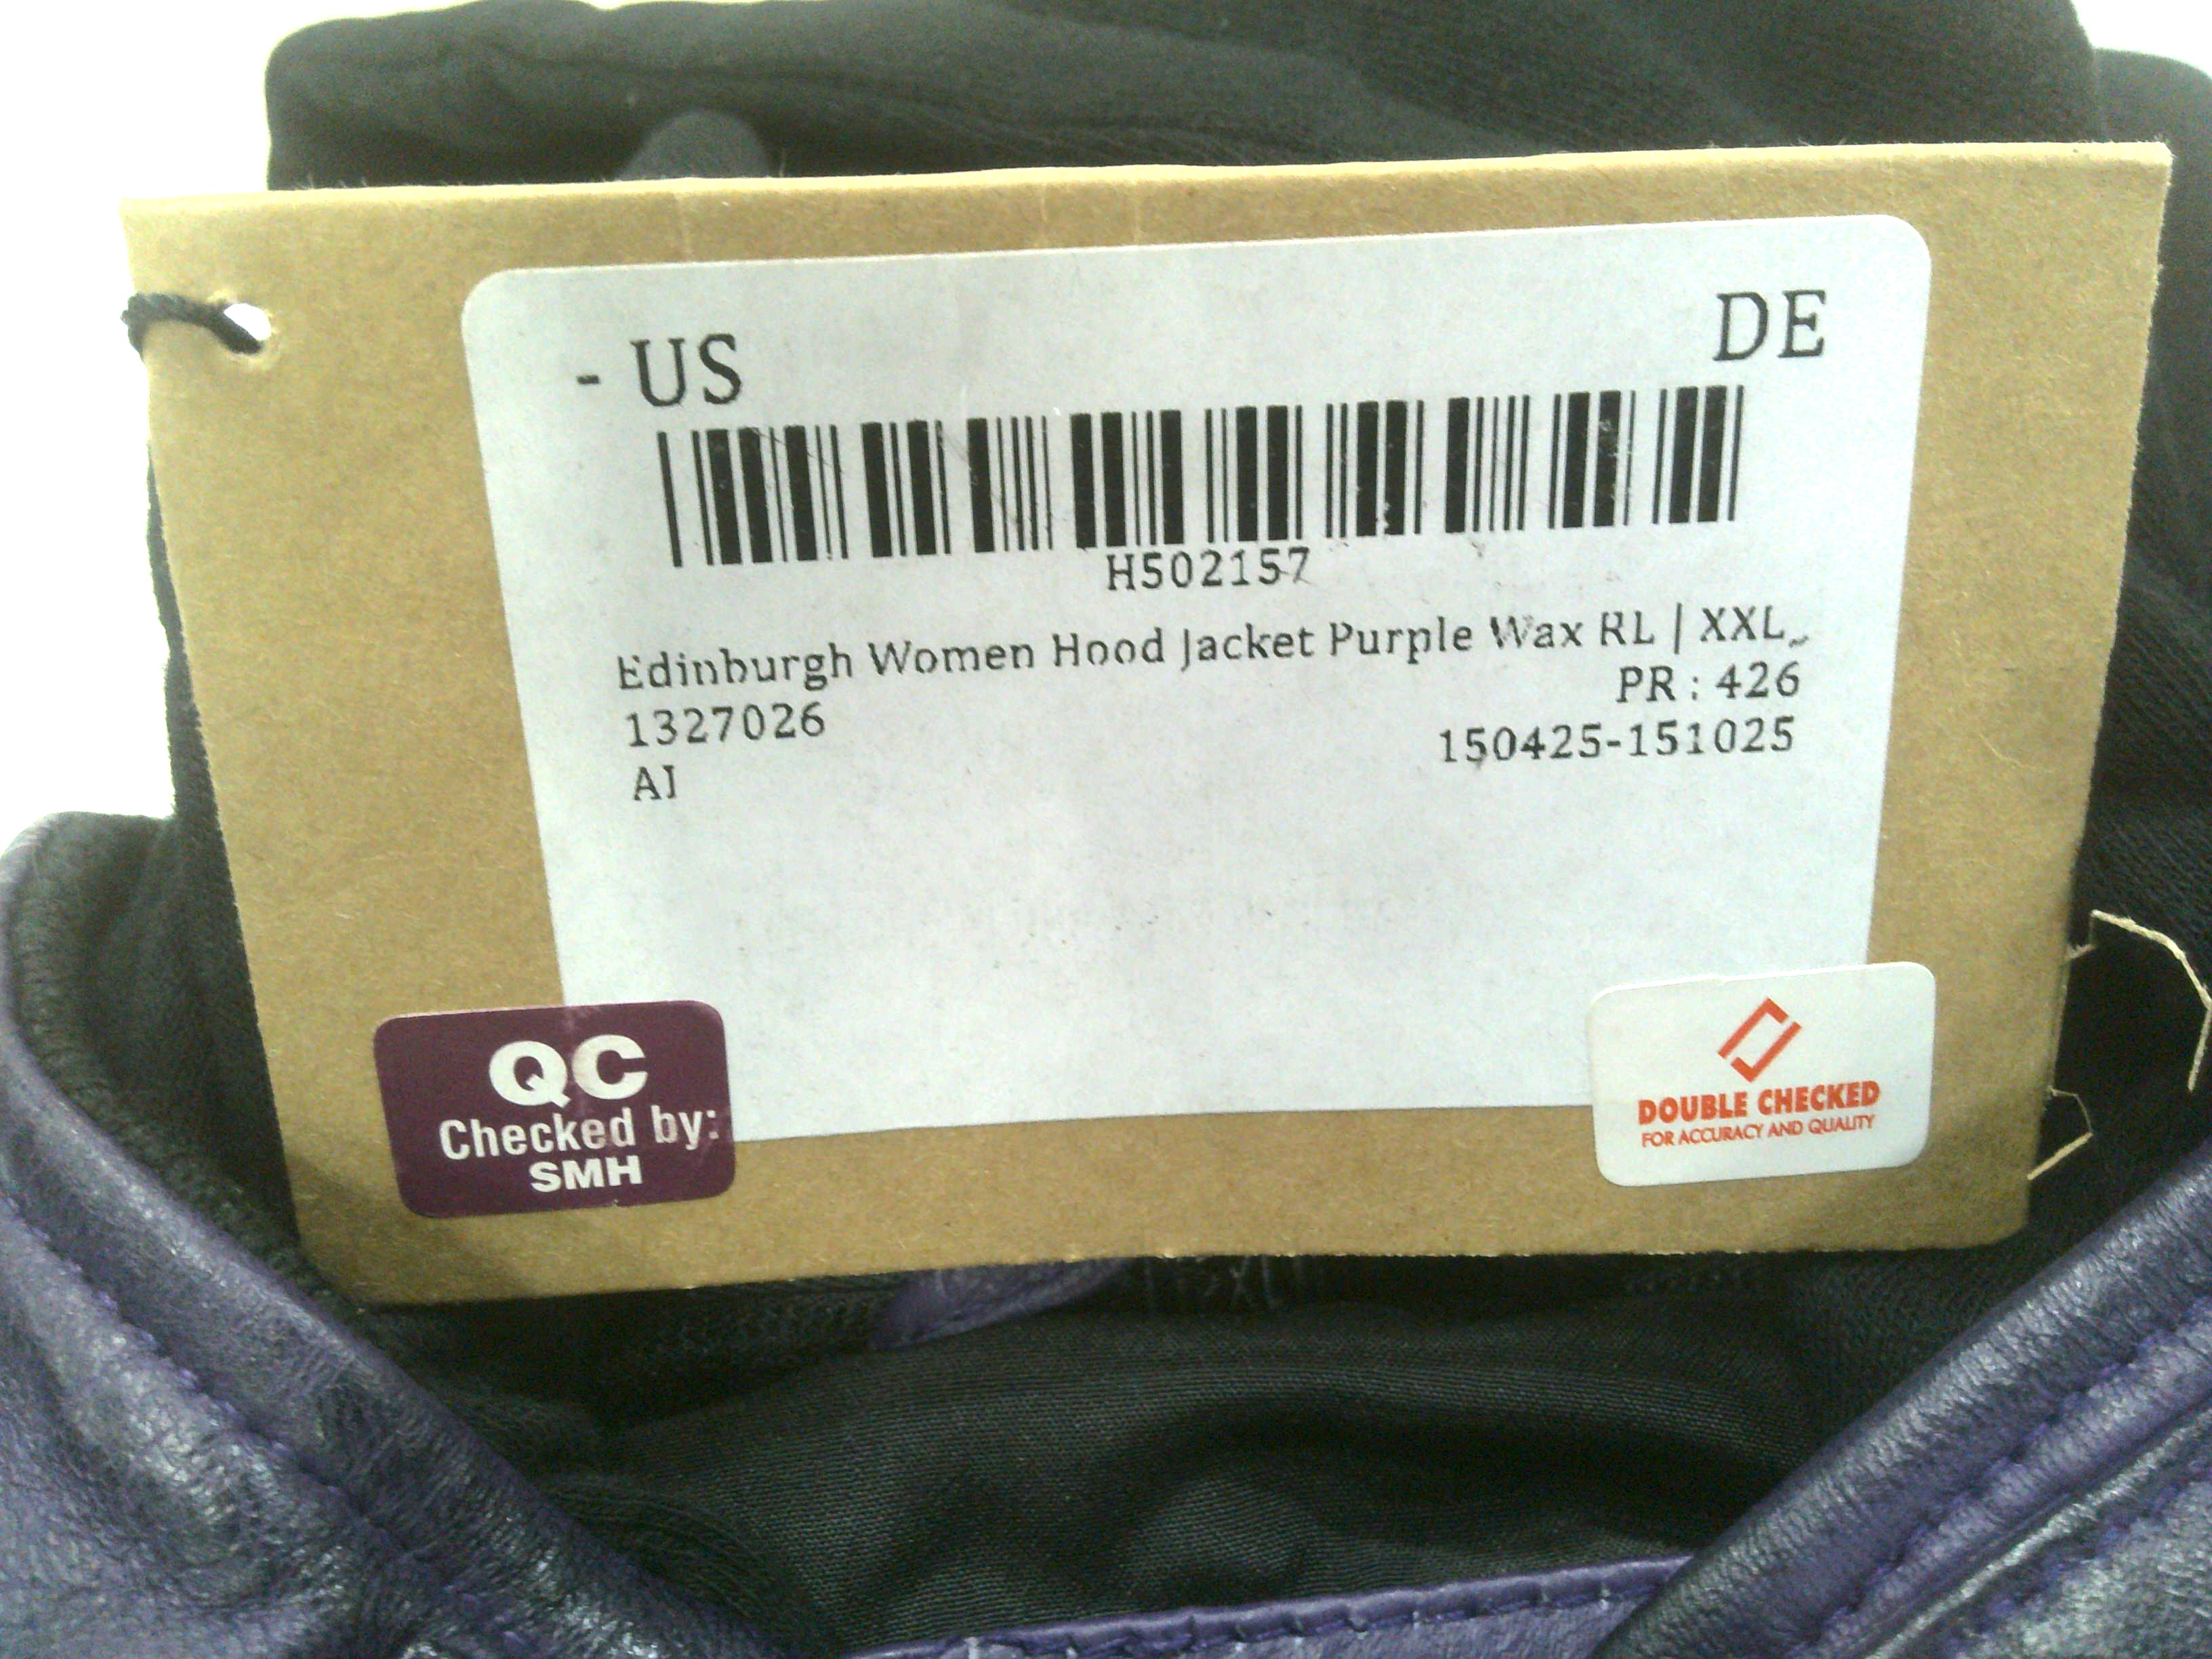 - US DE
H502157
Edinburgh Women Hood Jacket Purple Wax RL | XXL
PR : 426
1327026
150425-151025
AI
QC
Checked by:
SMH
DOUBLE CHECKED
FOR ACCURACY AND QUALITY